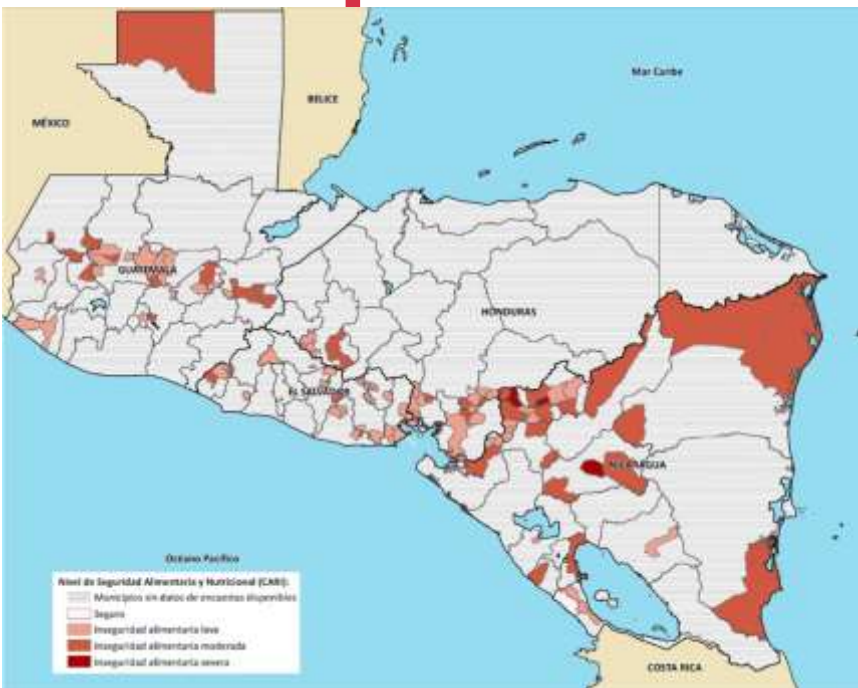 Mar Caribe
BELICE
MÉXICO
GUATEMALA
HONDURAS
EL SALVADOR
NICARAGUA
Océano Pacífico
Nivel de Seguridad Alimentaria y Nutricional (CARI):
Municipios sin datos de encuestas disponibles
Seguro
Inseguridad alimentaria leve
Inseguridad alimentaria moderada
Inseguridad alimentaria severa
COSTA RICA